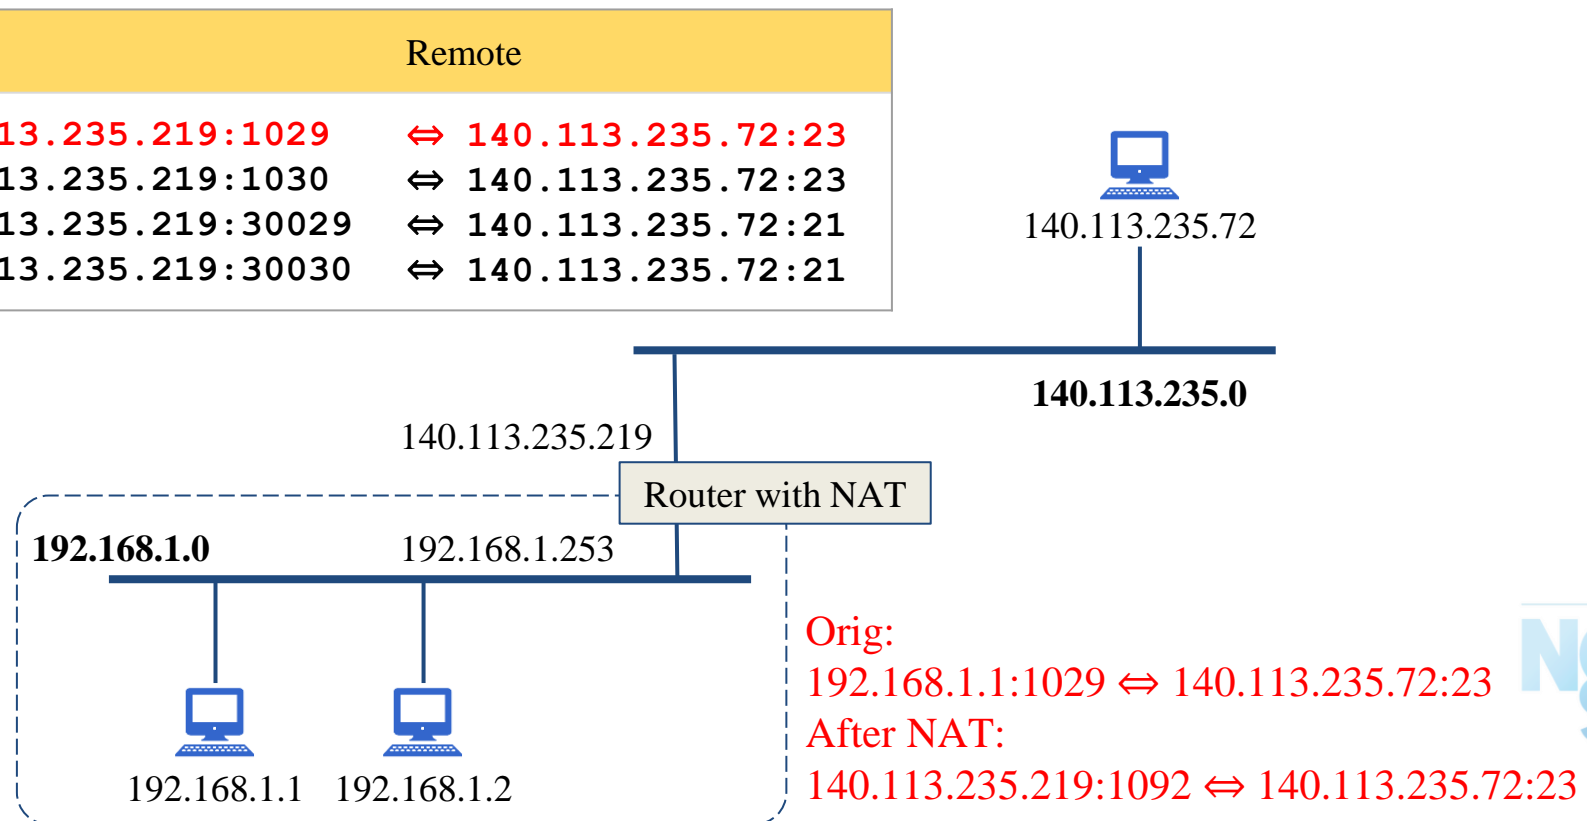 Remote
13.235.219:1029 ⇔ 140.113.235.72:23
13.235.219:1030 ⇔ 140.113.235.72:23
13.235.219:30029 ⇔ 140.113.235.72:21
13.235.219:30030 ⇔ 140.113.235.72:21
140.113.235.72
140.113.235.0
140.113.235.219
Router with NAT
192.168.1.0 192.168.1.253
192.168.1.1 192.168.1.2
Orig:
192.168.1.1:1029 ⇔ 140.113.235.72:23
After NAT:
140.113.235.219:1092 ⇔ 140.113.235.72:23